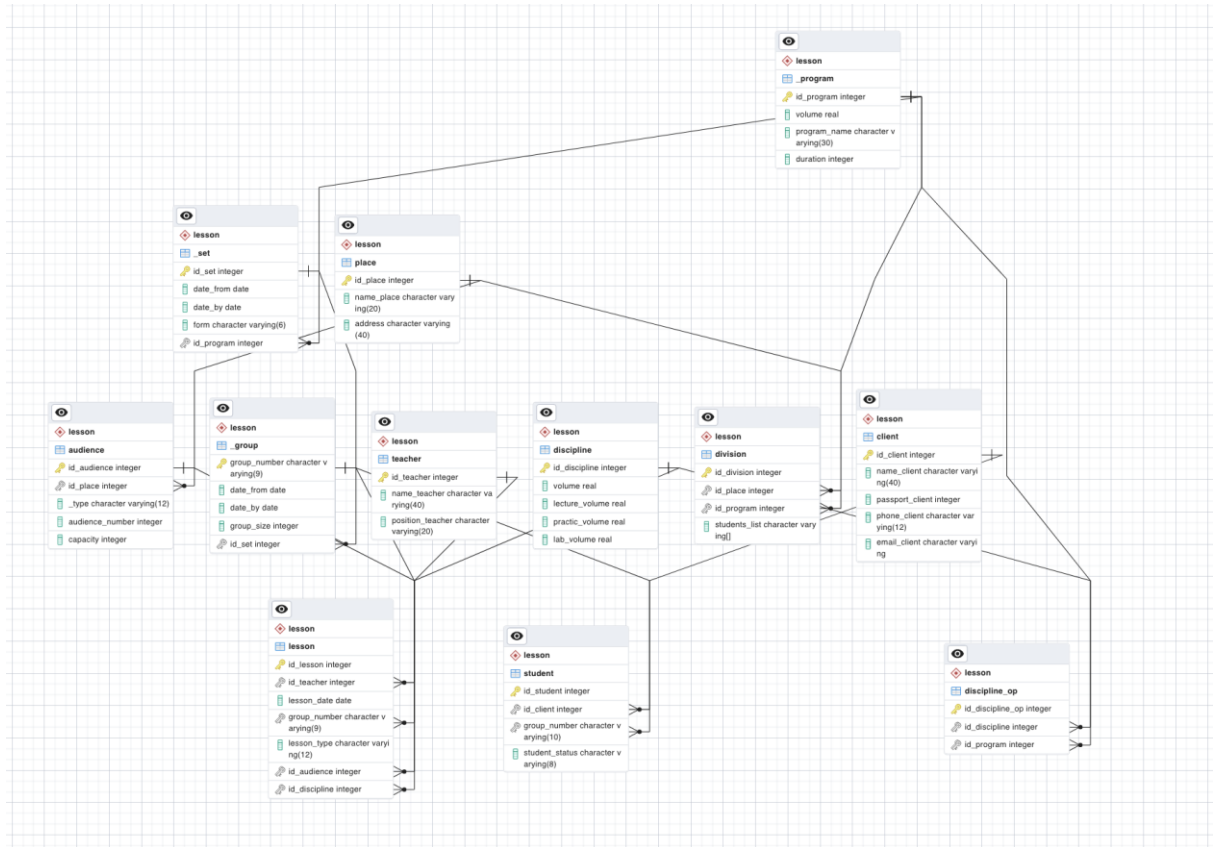 lesson
_program
id_program integer
volume real
program_name character v
arying(30)
duration integer
lesson
_set
id_set integer
date_from date
date_by date
form character varying(6)
id_program integer
lesson
place
id_place integer
name_place character vary
ing(20)
address character varying
(40)
lesson
audience
id_audience integer
id_place integer
_type character varying(12)
audience_number integer
capacity integer
lesson
_group
group_number character v
arying(9)
date_from date
date_by date
group_size integer
id_set integer
lesson
teacher
id_teacher integer
name_teacher character va
rying(40)
position_teacher character
varying(20)
lesson
discipline
id_discipline integer
volume real
lecture_volume real
practic_volume real
lab_volume real
lesson
division
id_division integer
id_place integer
id_program integer
students_list character vary
ing[]
lesson
client
id_client integer
name_client character varyi
ng(40)
passport_client integer
phone_client character var
ying(12)
email_client character varyi
ng
lesson
lesson
id_lesson integer
id_teacher integer
lesson_date date
group_number character v
arying(9)
lesson_type character varyi
ng(12)
id_audience integer
id_discipline integer
lesson
student
id_student integer
id_client integer
group_number character v
arying(10)
student_status character v
arying(8)
lesson
discipline_op
id_discipline_op integer
id_discipline integer
id_program integer